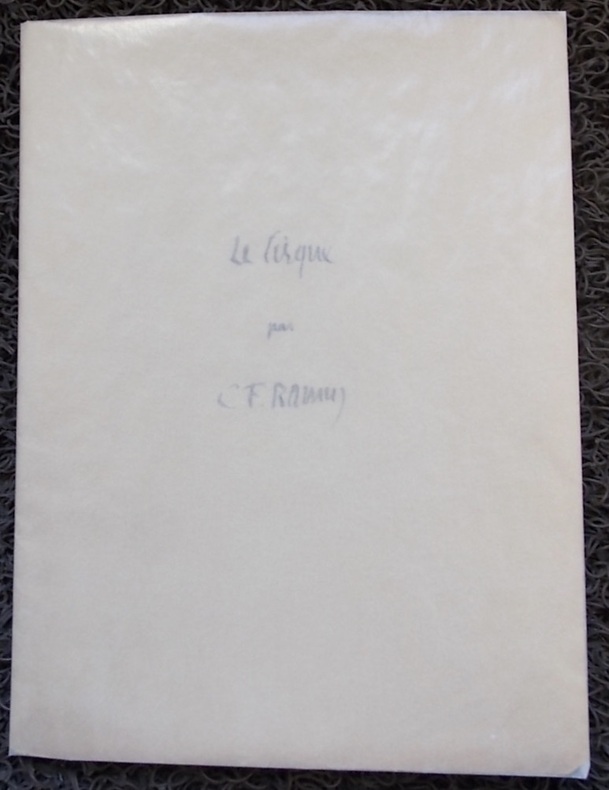 Le Cirque
par
C F. Ramuz